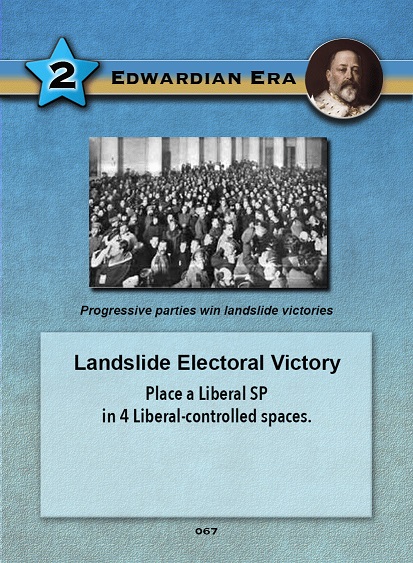 2
EDWARDIAN ERA
Progressive parties win landslide victories
Landslide Electoral Victory
Place a Liberal SP
in 4 Liberal-controlled spaces.
067